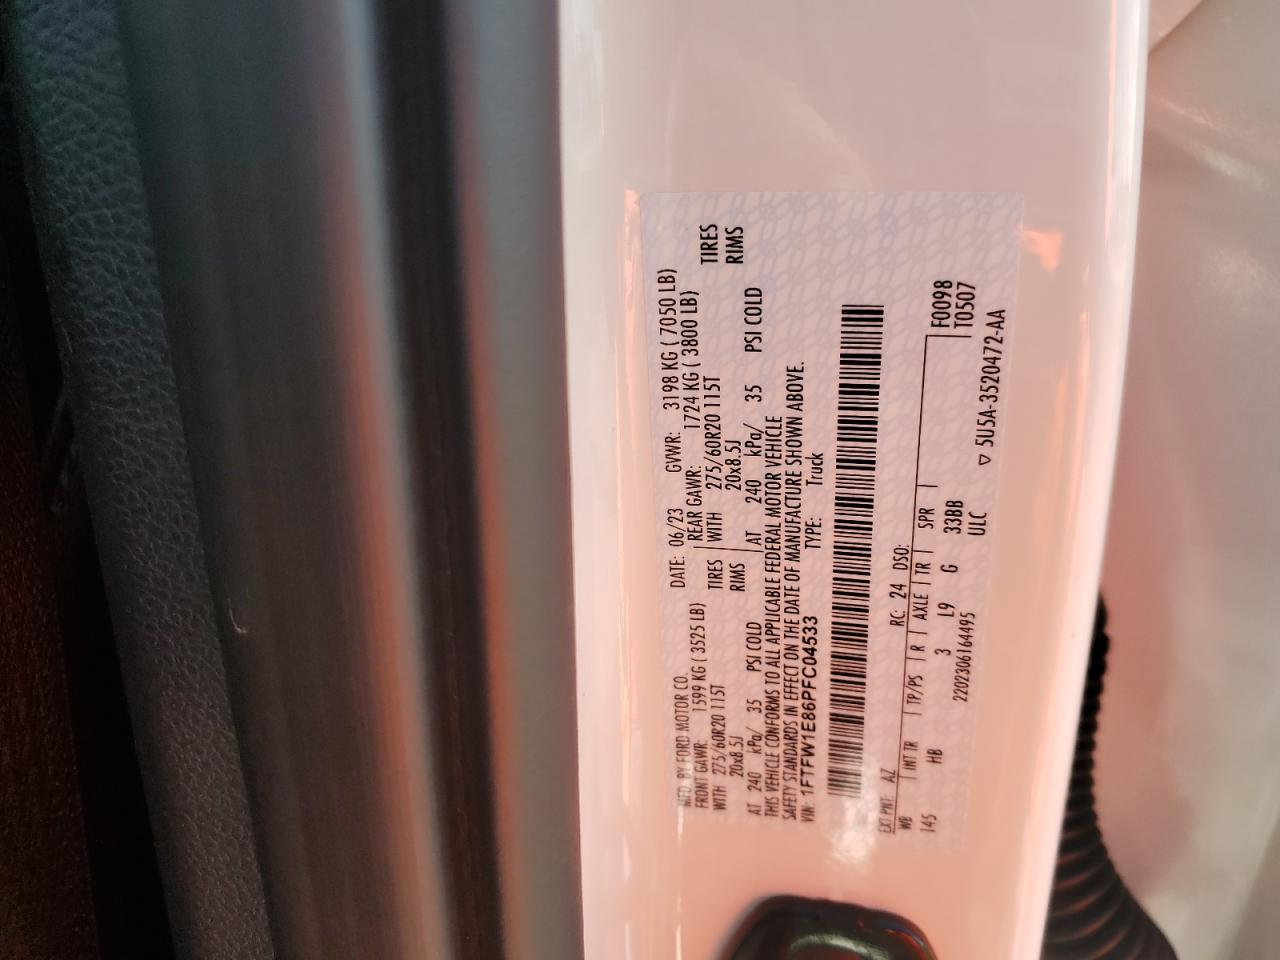 MFD. BY FORD MOTOR CO.
DATE: 06/23 GVWR: 3198 KG ( 7050 LB)
FRONT GAWR: 1599 KG ( 3525 LB) REAR GAWR: 1724 KG ( 3800 LB)
WITH 275/60R20 115T TIRES WITH 275/60R20 115T TIRES
20x8.5J RIMS 20x8.5J RIMS
AT 240 kPa/ 35 PSI COLD AT 240 kPa/ 35 PSI COLD
THIS VEHICLE CONFORMS TO ALL APPLICABLE FEDERAL MOTOR VEHICLE
SAFETY STANDARDS IN EFFECT ON THE DATE OF MANUFACTURE SHOWN ABOVE.
VIN: 1FTFW1E86PFC04533 TYPE: Truck
EXT PNT: AZ RC: 24 DSO:
WB INT TR TP/PS R AXLE TR SPR F0098
145 HB 3 L9 G 33BB T0507
2202306164495 ULC
▽ 5U5A-3520472-AA